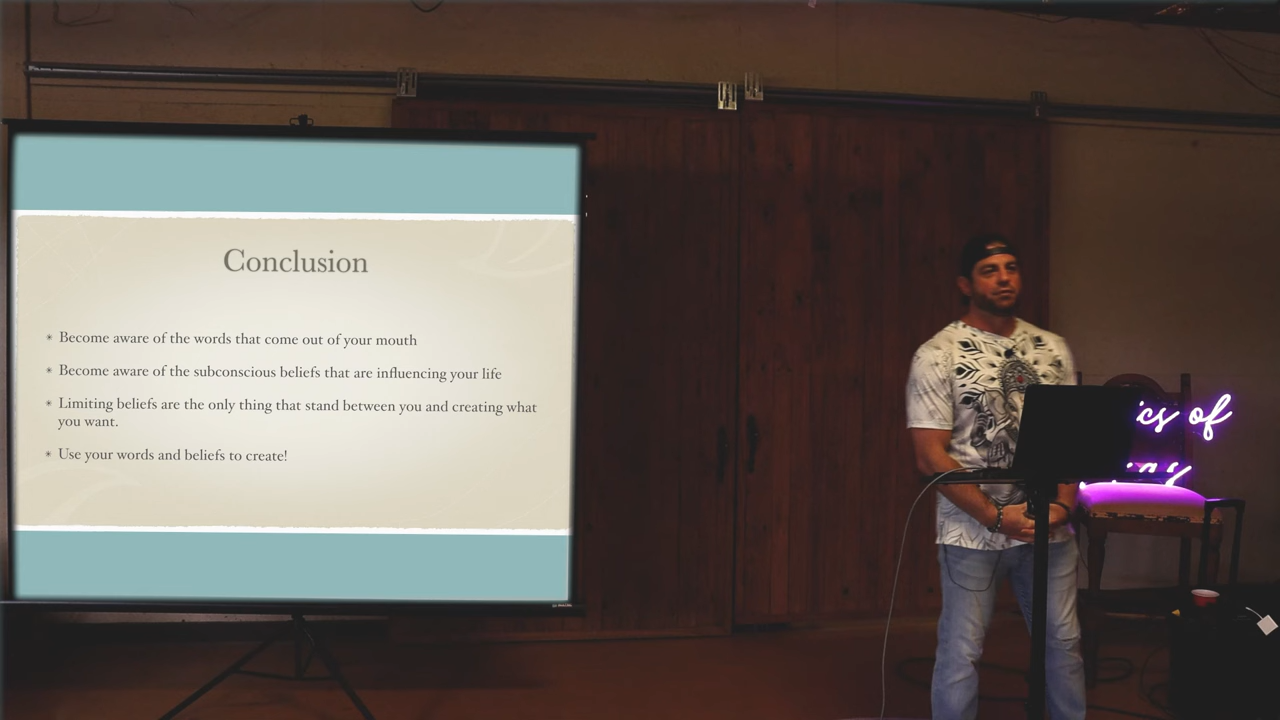 Conclusion
* Become aware of the words that come out of your mouth
* Become aware of the subconscious beliefs that are influencing your life
* Limiting beliefs are the only thing that stand between you and creating what
you want.
* Use your words and beliefs to create!
of